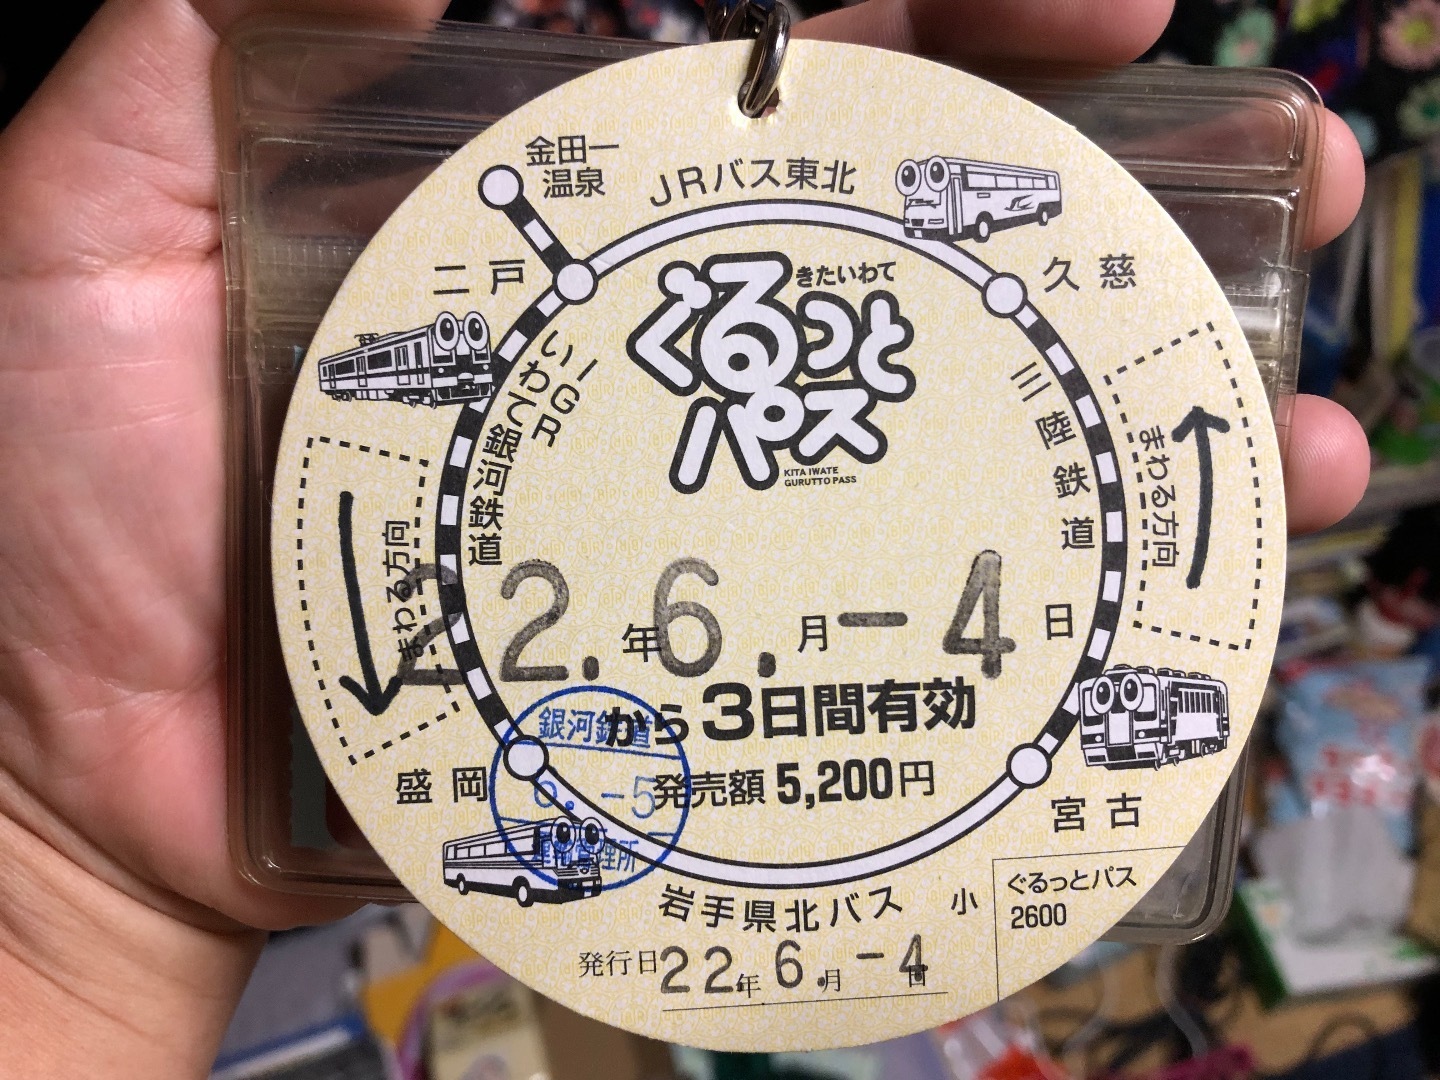 金田一
温泉
JRバス東北
二戸
久慈
きたいわて
ぐるっと
パス
KITA IWATE
GURUTTO PASS
IGR
いわて銀河鉄道
三陸鉄道
まわる方向
まわる方向
22.年6.月-4日
から3日間有効
銀河鉄道
6.-5
発売額5,200円
盛岡
宮古
岩手県北バス
小
ぐるっとパス
2600
発行日22.年6.月-4日